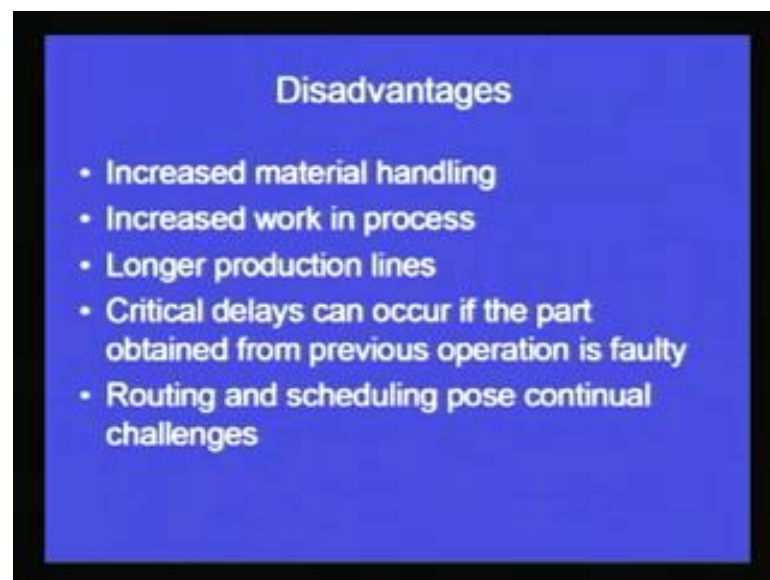 Disadvantages
• Increased material handling
• Increased work in process
• Longer production lines
• Critical delays can occur if the part
obtained from previous operation is faulty
• Routing and scheduling pose continual
challenges